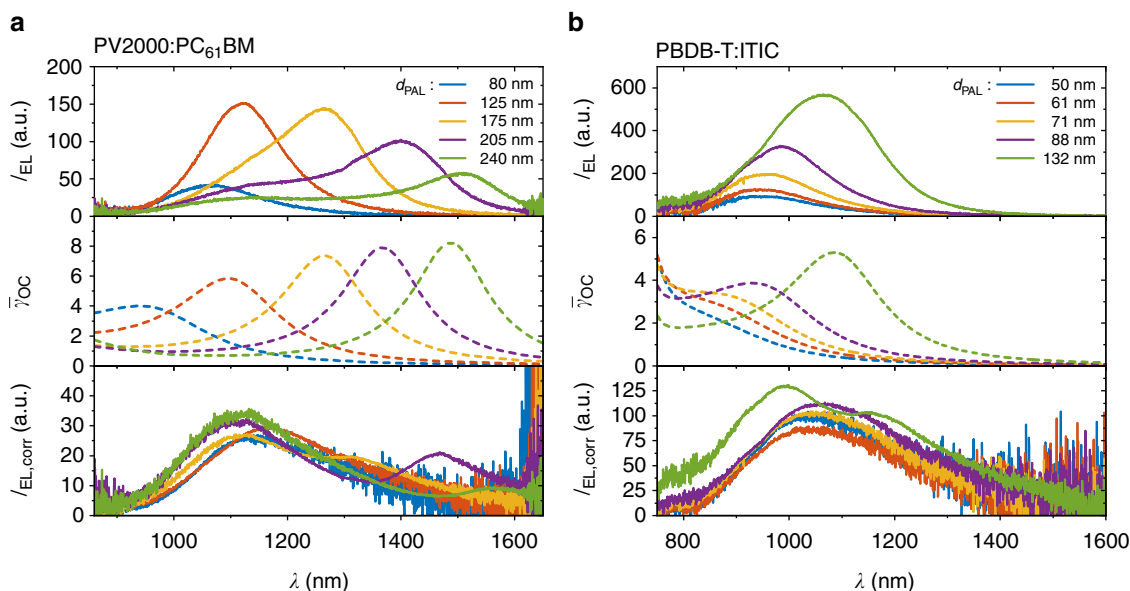 a
PV2000:PC61BM
200
150
100
50
0
IEL (a.u.)
dPAL :
80 nm
125 nm
175 nm
205 nm
240 nm
8
6
4
2
0
γ̅OC
40
30
20
10
0
IEL,corr (a.u.)
1000 1200 1400 1600
λ (nm)
b
PBDB-T:ITIC
600
400
200
0
IEL (a.u.)
dPAL :
50 nm
61 nm
71 nm
88 nm
132 nm
6
4
2
0
γ̅OC
125
100
75
50
25
0
IEL,corr (a.u.)
800 1000 1200 1400 1600
λ (nm)